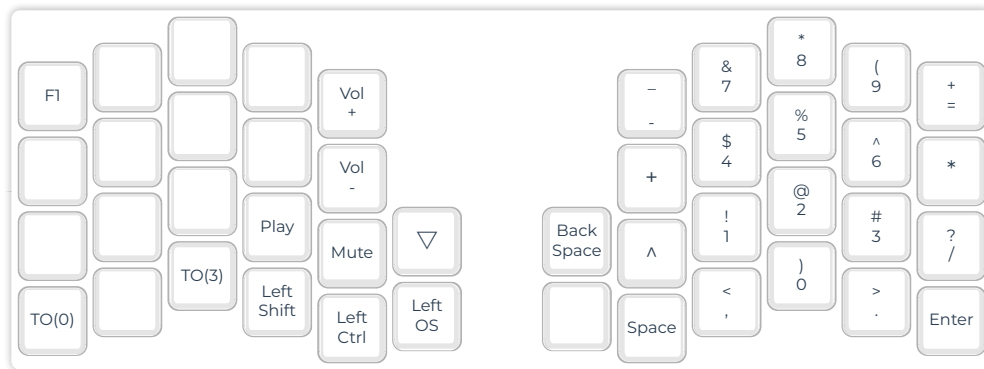 F1
Vol
+
Vol
-
Play
Mute
▽
TO(3)
Left
Shift
TO(0)
Left
Ctrl
Left
OS
*
8
&
7
(
9
_
-
+
=
%
5
$
4
^
6
+
*
@
2
!
1
#
3
Back
Space
^
?
/
)
0
<
,
>
.
Space
Enter